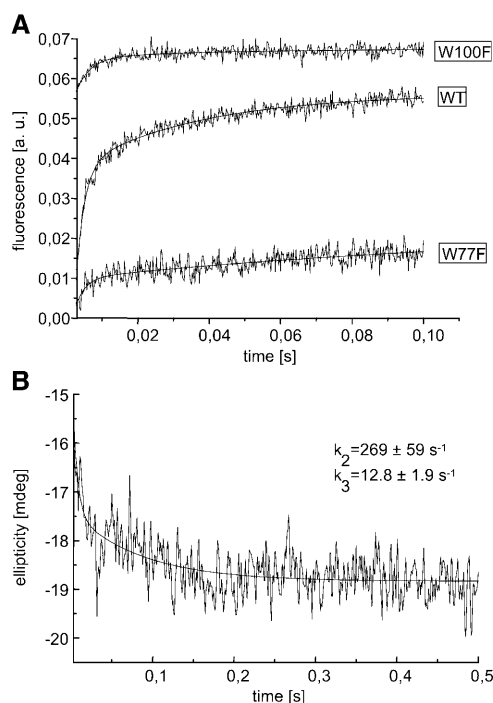 A
0,07
0,06
0,05
0,04
0,03
0,02
0,01
0,00
fluorescence [a. u.]
W100F
WT
W77F
0,02 0,04 0,06 0,08 0,10
time [s]
B
-15
-16
-17
-18
-19
-20
ellipticity [mdeg]
k2=269 ± 59 s-1
k3=12.8 ± 1.9 s-1
0,1 0,2 0,3 0,4 0,5
time [s]